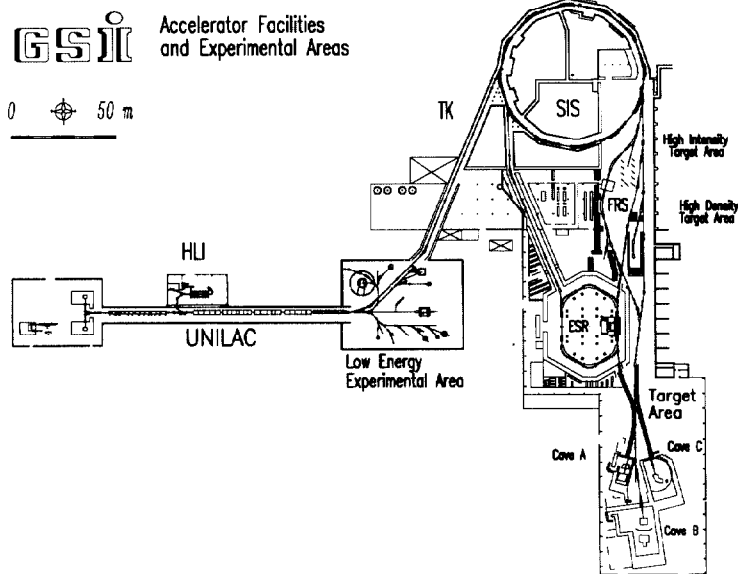 GSI
Accelerator Facilities
and Experimental Areas
0 50 m
TK
SIS
High Intensity
Target Area
FRS
High Density
Target Area
HLI
UNILAC
ESR
Low Energy
Experimental Area
Target
Area
Cave A
Cave C
Cave B